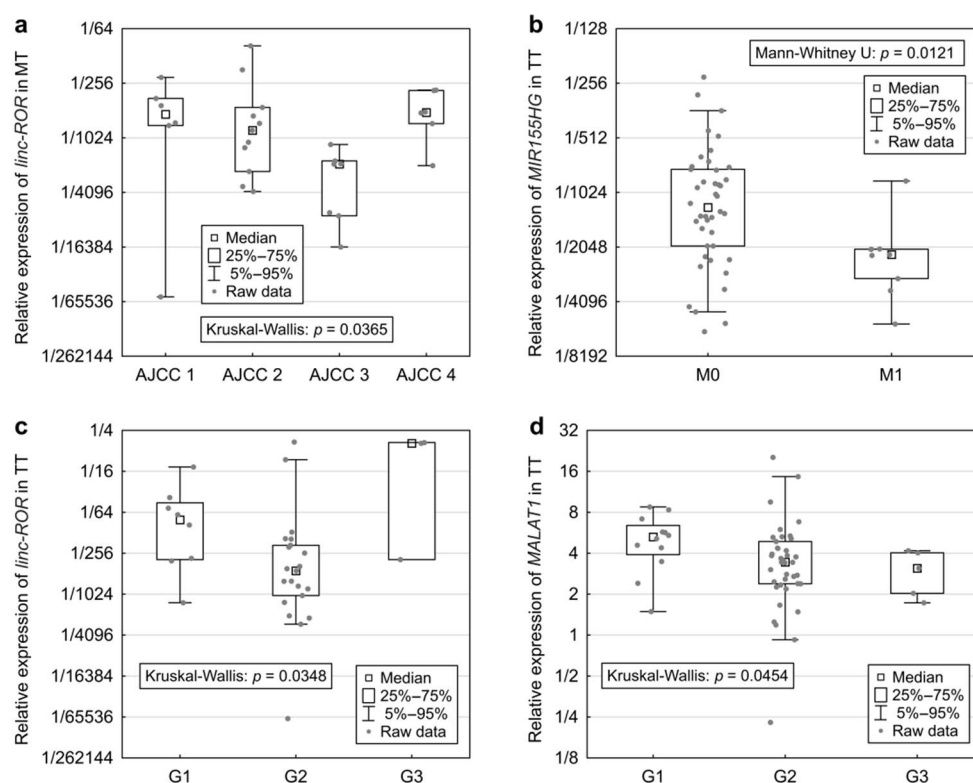 a
Relative expression of linc-ROR in MT
1/64
1/256
1/1024
1/4096
1/16384
1/65536
1/262144
Median
25%–75%
5%–95%
Raw data
Kruskal-Wallis: p = 0.0365
AJCC 1 AJCC 2 AJCC 3 AJCC 4
b
Relative expression of MIR155HG in TT
1/128
1/256
1/512
1/1024
1/2048
1/4096
1/8192
Mann-Whitney U: p = 0.0121
Median
25%–75%
5%–95%
Raw data
M0 M1
c
Relative expression of linc-ROR in TT
1/4
1/16
1/64
1/256
1/1024
1/4096
1/16384
1/65536
1/262144
Kruskal-Wallis: p = 0.0348
Median
25%–75%
5%–95%
Raw data
G1 G2 G3
d
Relative expression of MALAT1 in TT
32
16
8
4
2
1
1/2
1/4
1/8
Kruskal-Wallis: p = 0.0454
Median
25%–75%
5%–95%
Raw data
G1 G2 G3